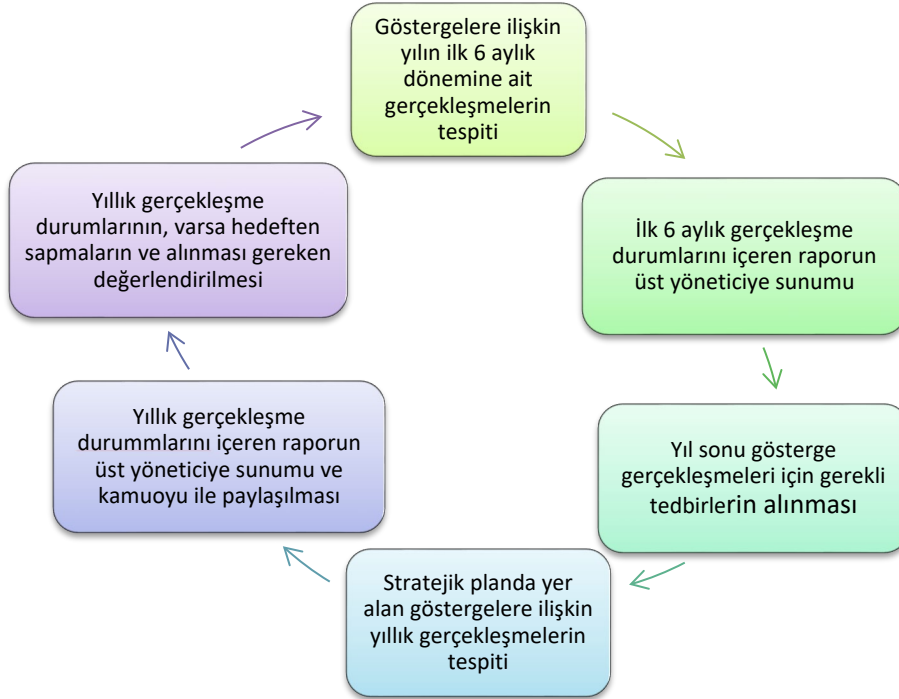 Göstergelere ilişkin
yılın ilk 6 aylık
dönemine ait
gerçekleşmelerin
tespiti
İlk 6 aylık gerçekleşme
durumlarını içeren raporun
üst yöneticiye sunumu
Yıl sonu gösterge
gerçekleşmeleri için gerekli
tedbirlerin alınması
Stratejik planda yer
alan göstergelere ilişkin
yıllık gerçekleşmelerin
tespiti
Yıllık gerçekleşme
durummlarını içeren raporun
üst yöneticiye sunumu ve
kamuoyu ile paylaşılması
Yıllık gerçekleşme
durumlarının, varsa hedeften
sapmaların ve alınması gereken
değerlendirilmesi